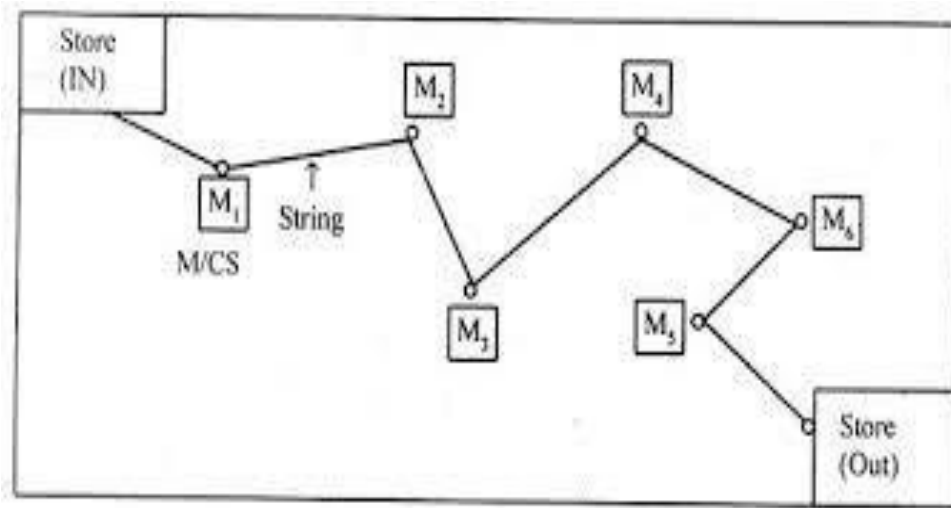 Store
(IN)
M₂
M₄
M₁
String
M/CS
M₆
M₃
M₅
Store
(Out)